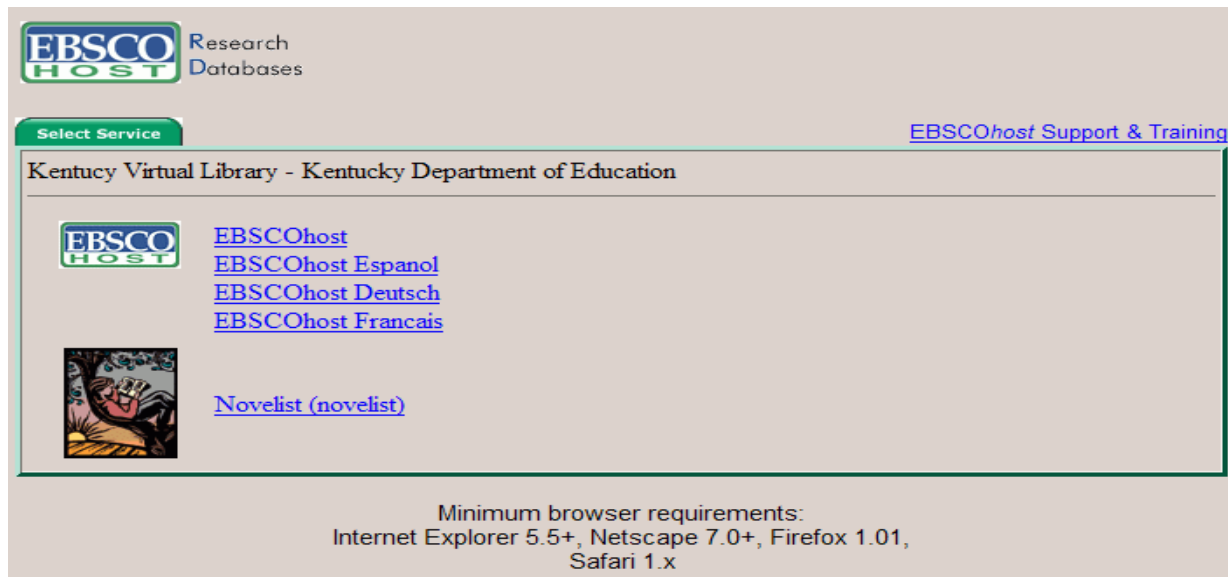 EBSCO Research
HOST Databases
Select Service
EBSCOhost Support & Training
Kentucy Virtual Library - Kentucky Department of Education
EBSCO
HOST
EBSCOhost
EBSCOhost Espanol
EBSCOhost Deutsch
EBSCOhost Francais
Novelist (novelist)
Minimum browser requirements:
Internet Explorer 5.5+, Netscape 7.0+, Firefox 1.01,
Safari 1.x